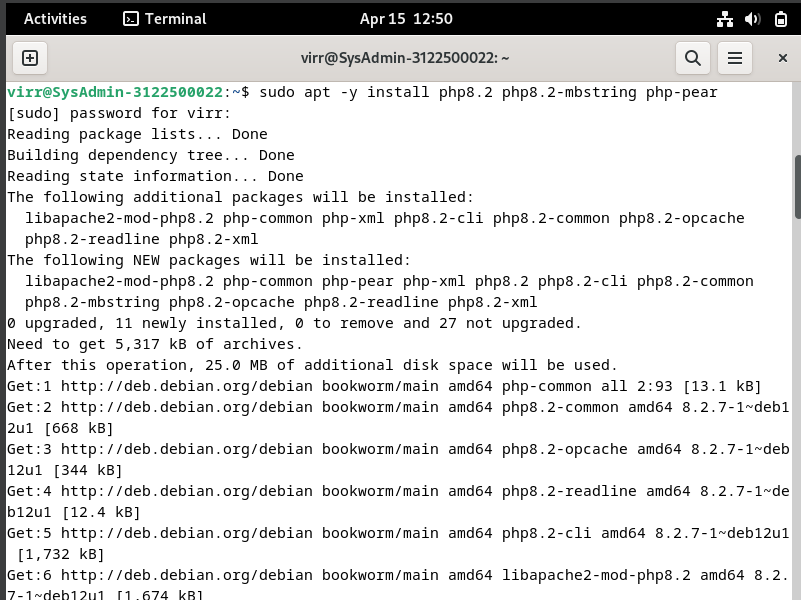 Activities Terminal Apr 15 12:50
virr@SysAdmin-3122500022: ~
virr@SysAdmin-3122500022:~$ sudo apt -y install php8.2 php8.2-mbstring php-pear
[sudo] password for virr:
Reading package lists... Done
Building dependency tree... Done
Reading state information... Done
The following additional packages will be installed:
  libapache2-mod-php8.2 php-common php-xml php8.2-cli php8.2-common php8.2-opcache
  php8.2-readline php8.2-xml
The following NEW packages will be installed:
  libapache2-mod-php8.2 php-common php-pear php-xml php8.2 php8.2-cli php8.2-common
  php8.2-mbstring php8.2-opcache php8.2-readline php8.2-xml
0 upgraded, 11 newly installed, 0 to remove and 27 not upgraded.
Need to get 5,317 kB of archives.
After this operation, 25.0 MB of additional disk space will be used.
Get:1 http://deb.debian.org/debian bookworm/main amd64 php-common all 2:93 [13.1 kB]
Get:2 http://deb.debian.org/debian bookworm/main amd64 php8.2-common amd64 8.2.7-1~deb1
2u1 [668 kB]
Get:3 http://deb.debian.org/debian bookworm/main amd64 php8.2-opcache amd64 8.2.7-1~deb
12u1 [344 kB]
Get:4 http://deb.debian.org/debian bookworm/main amd64 php8.2-readline amd64 8.2.7-1~de
b12u1 [12.4 kB]
Get:5 http://deb.debian.org/debian bookworm/main amd64 php8.2-cli amd64 8.2.7-1~deb12u1
 [1,732 kB]
Get:6 http://deb.debian.org/debian bookworm/main amd64 libapache2-mod-php8.2 amd64 8.2.
7-1~deb12u1 [1,674 kB]